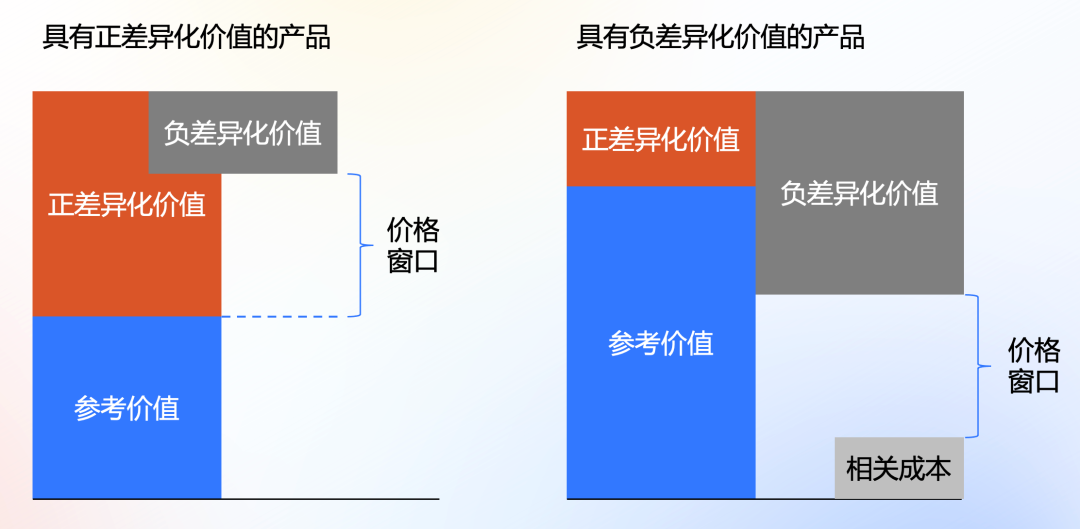 具有正差异化价值的产品
负差异化价值
正差异化价值
价格
窗口
参考价值
具有负差异化价值的产品
正差异化价值
负差异化价值
参考价值
价格
窗口
相关成本